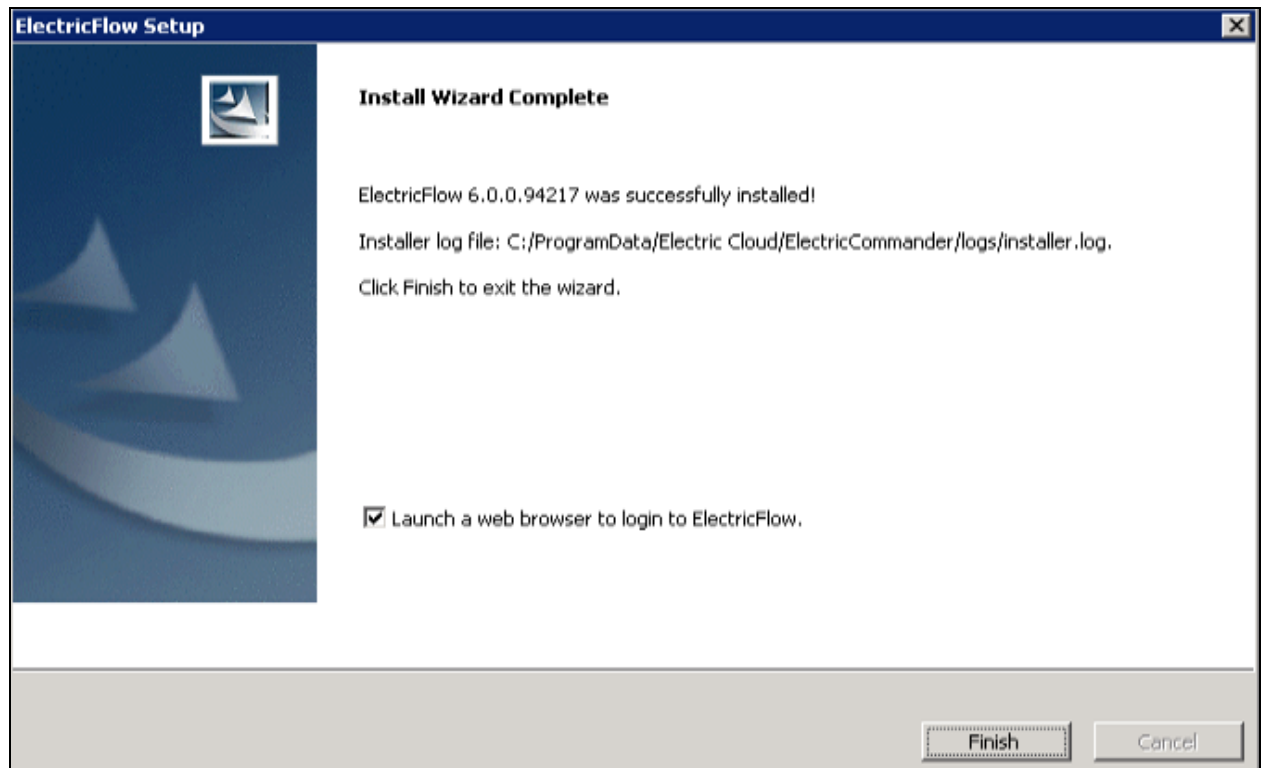 ElectricFlow Setup
Install Wizard Complete
ElectricFlow 6.0.0.94217 was successfully installed!
Installer log file: C:/ProgramData/Electric Cloud/ElectricCommander/logs/installer.log.
Click Finish to exit the wizard.
Launch a web browser to login to ElectricFlow.
Finish Cancel